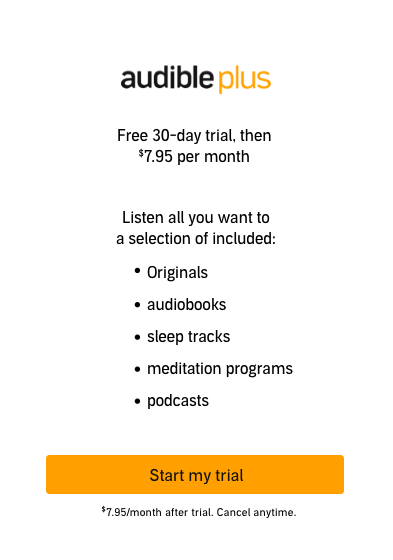 audible plus
Free 30-day trial, then
$7.95 per month
Listen all you want to
a selection of included:
• Originals
• audiobooks
• sleep tracks
• meditation programs
• podcasts
Start my trial
$7.95/month after trial. Cancel anytime.